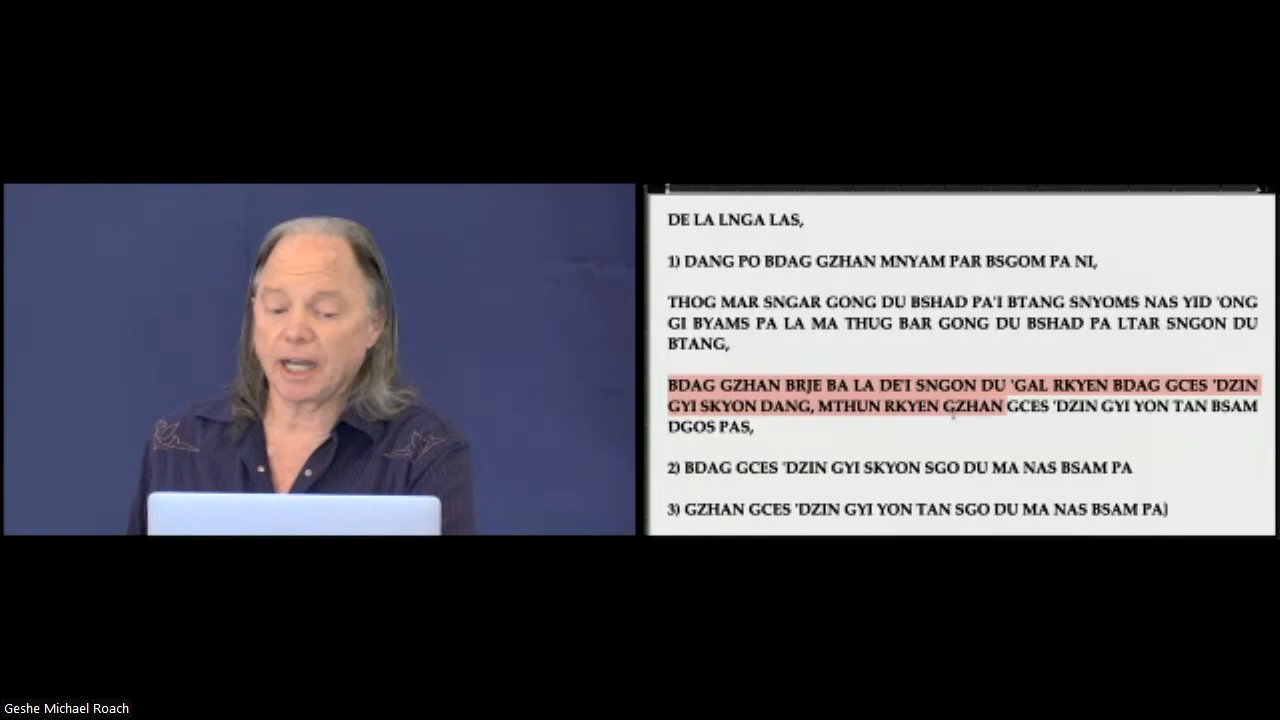 DE LA LNGA LAS,
1) DANG PO BDAG GZHAN MNYAM PAR BSGOM PA NI,
THOG MAR SNGAR GONG DU BSHAD PA'I BTANG SNYOMS NAS YID 'ONG
GI BYAMS PA LA MA THUG BAR GONG DU BSHAD PA LTAR SNGON DU
BTANG,
BDAG GZHAN BRJE BA LA DE'I SNGON DU 'GAL RKYEN BDAG GCES 'DZIN
GYI SKYON DANG, MTHUN RKYEN GZHAN GCES 'DZIN GYI YON TAN BSAM
DGOS PAS,
2) BDAG GCES 'DZIN GYI SKYON SGO DU MA NAS BSAM PA
3) GZHAN GCES 'DZIN GYI YON TAN SGO DU MA NAS BSAM PA)
Geshe Michael Roach